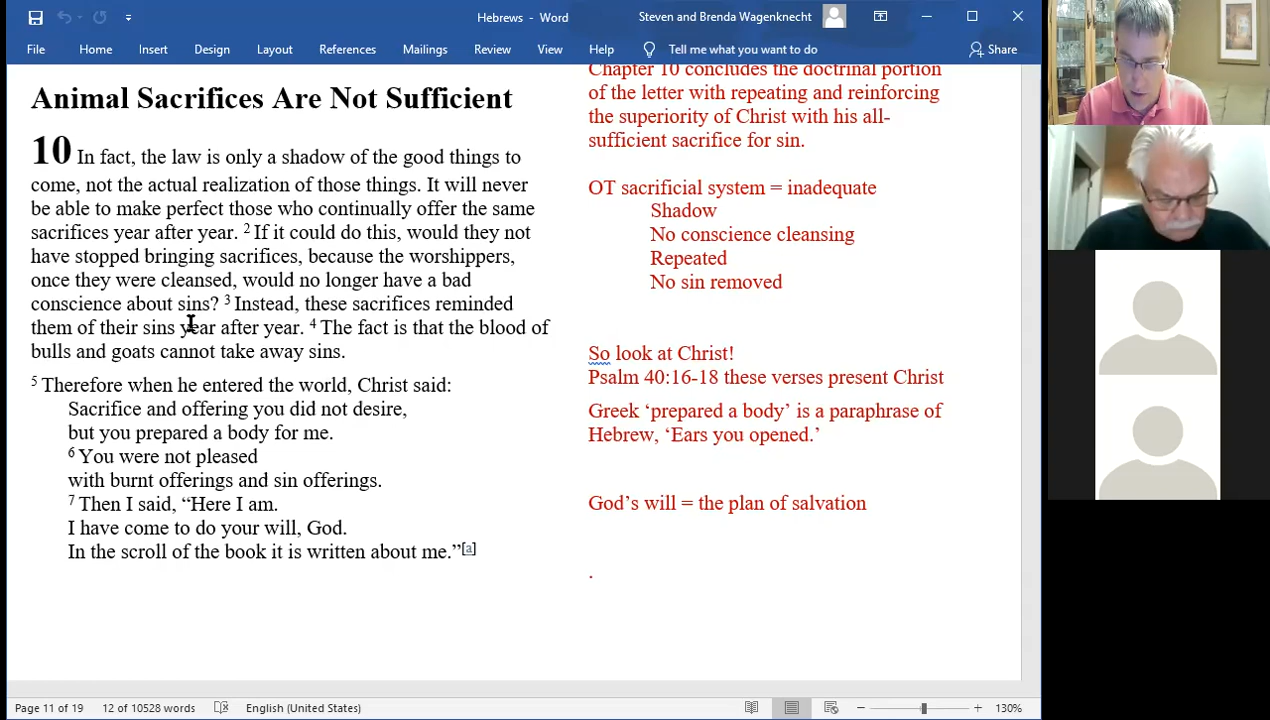 Hebrews - Word
Steven and Brenda Wagenknecht
File Home Insert Design Layout References Mailings Review View Help Tell me what you want to do Share
Animal Sacrifices Are Not Sufficient
10 In fact, the law is only a shadow of the good things to
come, not the actual realization of those things. It will never
be able to make perfect those who continually offer the same
sacrifices year after year. 2 If it could do this, would they not
have stopped bringing sacrifices, because the worshippers,
once they were cleansed, would no longer have a bad
conscience about sins? 3 Instead, these sacrifices reminded
them of their sins year after year. 4 The fact is that the blood of
bulls and goats cannot take away sins.
5 Therefore when he entered the world, Christ said:
Sacrifice and offering you did not desire,
but you prepared a body for me.
6 You were not pleased
with burnt offerings and sin offerings.
7 Then I said, “Here I am.
I have come to do your will, God.
In the scroll of the book it is written about me.”[a]
Chapter 10 concludes the doctrinal portion
of the letter with repeating and reinforcing
the superiority of Christ with his all-
sufficient sacrifice for sin.
OT sacrificial system = inadequate
Shadow
No conscience cleansing
Repeated
No sin removed
So look at Christ!
Psalm 40:16-18 these verses present Christ
Greek ‘prepared a body’ is a paraphrase of
Hebrew, ‘Ears you opened.’
God’s will = the plan of salvation
.
Page 11 of 19 12 of 10528 words English (United States) 130%